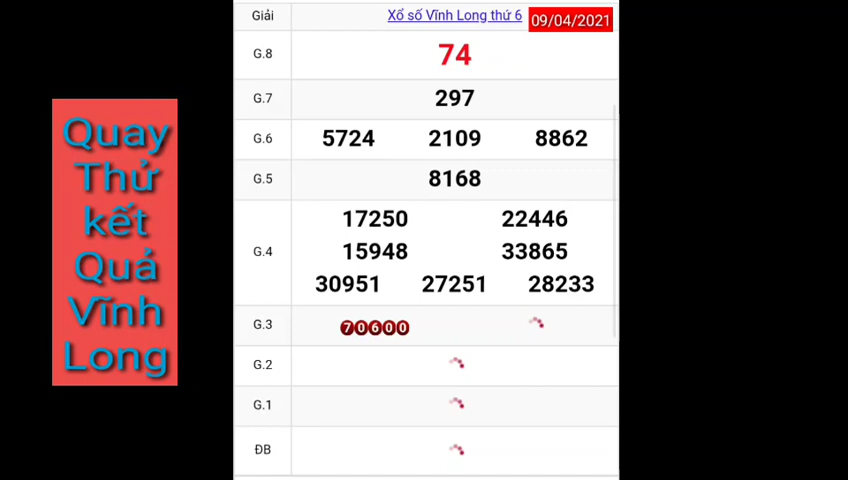 Quay
Thử
kết
Quả
Vĩnh
Long
Giải Xổ số Vĩnh Long thứ 6 09/04/2021
G.8 74
G.7 297
G.6 5724 2109 8862
G.5 8168
G.4 17250 22446
15948 33865
30951 27251 28233
G.3 70600
G.2
G.1
ĐB